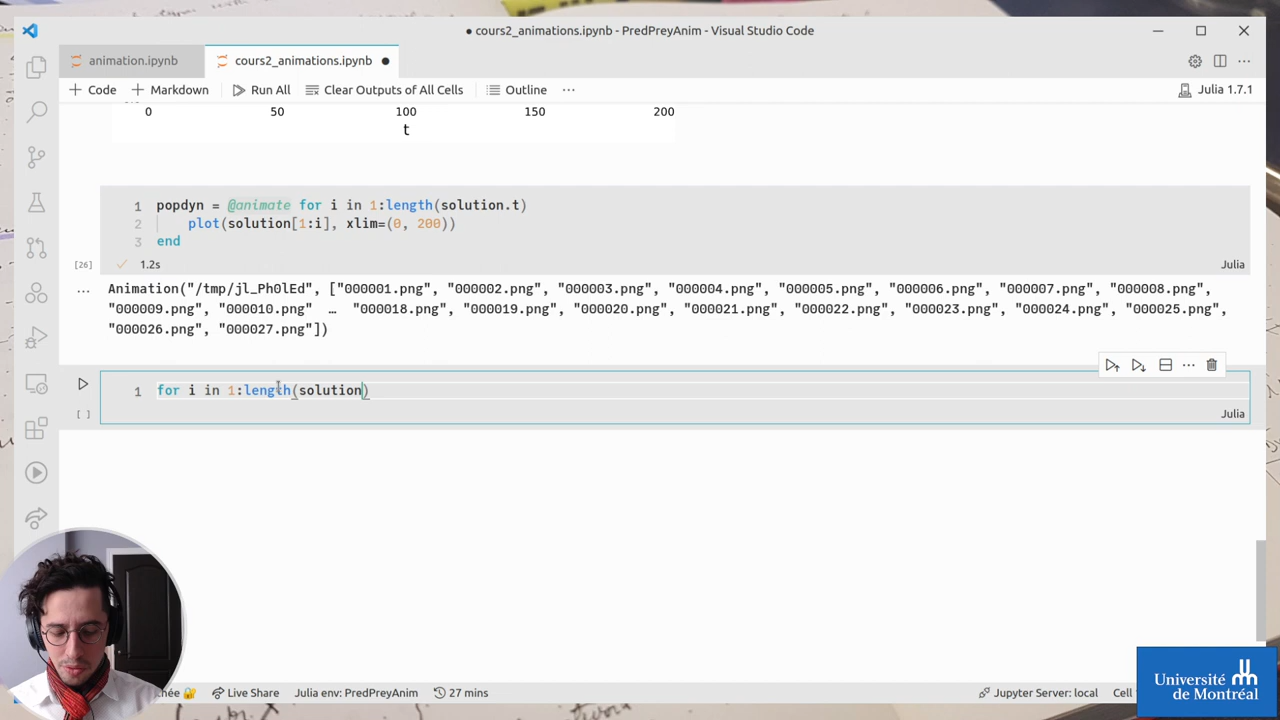 ● cours2_animations.ipynb - PredPreyAnim - Visual Studio Code
animation.ipynb
cours2_animations.ipynb ●
+ Code + Markdown Run All Clear Outputs of All Cells Outline ...
Julia 1.7.1
0 50 100 150 200
t
1 popdyn = @animate for i in 1:length(solution.t)
2 plot(solution[1:i], xlim=(0, 200))
3 end
[26] ✓ 1.2s
Julia
... Animation("/tmp/jl_Ph0lEd", ["000001.png", "000002.png", "000003.png", "000004.png", "000005.png", "000006.png", "000007.png", "000008.png",
"000009.png", "000010.png" … "000018.png", "000019.png", "000020.png", "000021.png", "000022.png", "000023.png", "000024.png", "000025.png",
"000026.png", "000027.png"])
1 for i in 1:length(solution)
[ ]
Julia
Live Share Julia env: PredPreyAnim 27 mins
Jupyter Server: local Cell
Université
de Montréal